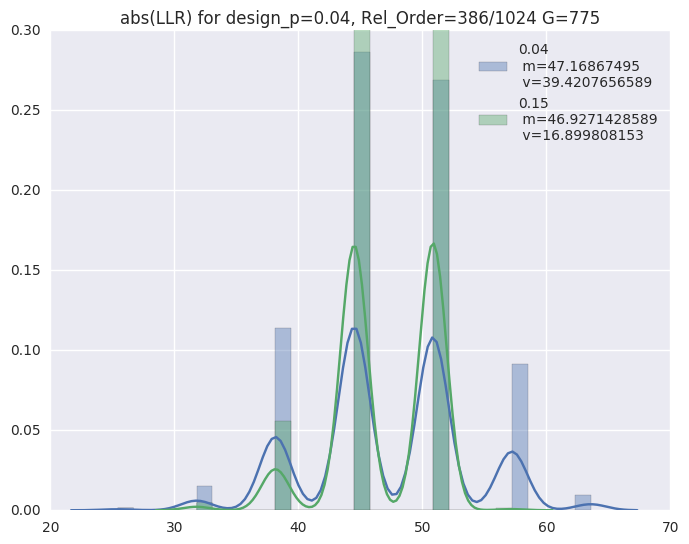 abs(LLR) for design_p=0.04, Rel_Order=386/1024 G=775
0.30
0.25
0.20
0.15
0.10
0.05
0.00
20 30 40 50 60 70
0.04
m=47.16867495
v=39.4207656589
0.15
m=46.9271428589
v=16.899808153